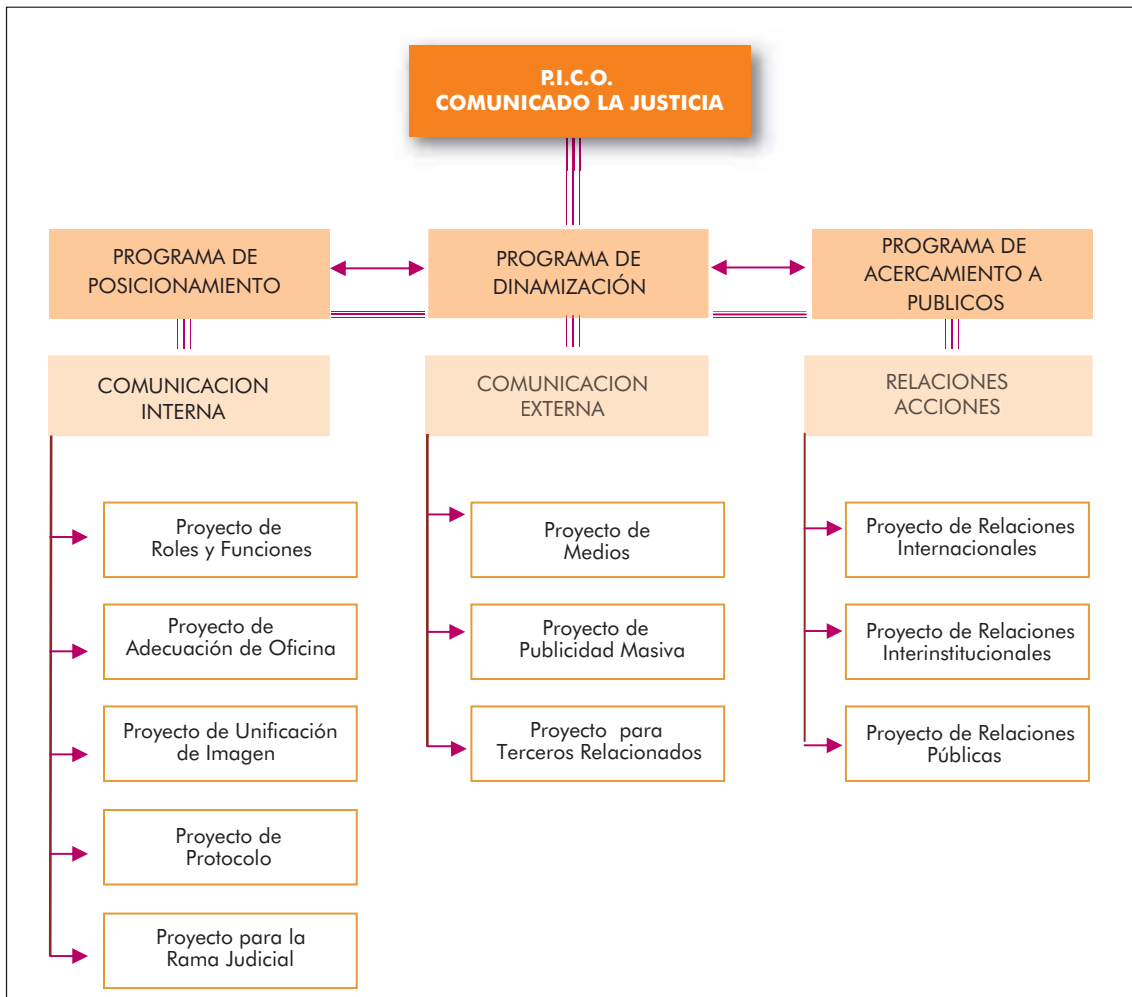 P.I.C.O.
COMUNICADO LA JUSTICIA
PROGRAMA DE
POSICIONAMIENTO
PROGRAMA DE
DINAMIZACIÓN
PROGRAMA DE
ACERCAMIENTO A
PUBLICOS
COMUNICACION
INTERNA
COMUNICACION
EXTERNA
RELACIONES
ACCIONES
Proyecto de
Roles y Funciones
Proyecto de
Adecuación de Oficina
Proyecto de Unificación
de Imagen
Proyecto de
Protocolo
Proyecto para la
Rama Judicial
Proyecto de
Medios
Proyecto de
Publicidad Masiva
Proyecto para
Terceros Relacionados
Proyecto de Relaciones
Internacionales
Proyecto de Relaciones
Interinstitucionales
Proyecto de Relaciones
Públicas